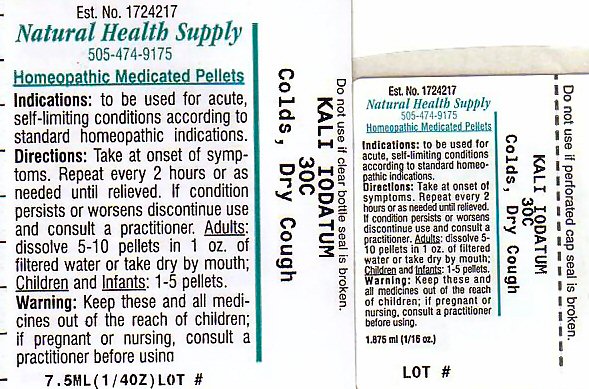 Est. No. 1724217
Natural Health Supply
505-474-9175
Homeopathic Medicated Pellets
Indications: to be used for acute,
self-limiting conditions according to
standard homeopathic indications.
Directions: Take at onset of symp-
toms. Repeat every 2 hours or as
needed until relieved. If condition
persists or worsens discontinue use
and consult a practitioner. Adults:
dissolve 5-10 pellets in 1 oz. of
filtered water or take dry by mouth;
Children and Infants: 1-5 pellets.
Warning: Keep these and all medi-
cines out of the reach of children;
if pregnant or nursing, consult a
practitioner before using
7.5ML(1/4OZ)LOT #
Do not use if clear bottle seal is broken.
KALI IODATUM
30C
Colds, Dry Cough
Est. No. 1724217
Natural Health Supply
505-474-9175
Homeopathic Medicated Pellets
Indications: to be used for
acute, self-limiting conditions
according to standard homeo-
pathic indications.
Directions: Take at onset of
symptoms. Repeat every 2
hours or as needed until relieved.
If condition persists or worsens
discontinue use and consult a
practitioner. Adults: dissolve 5-
10 pellets in 1 oz. of filtered
water or take dry by mouth;
Children and Infants: 1-5 pellets.
Warning: Keep these and
all medicines out of the reach
of children; if pregnant or
nursing, consult a practitioner
before using.
1.875 ml (1/16 oz.)
LOT #
Do not use if perforated cap seal is broken.
KALI IODATUM
30C
Colds, Dry Cough